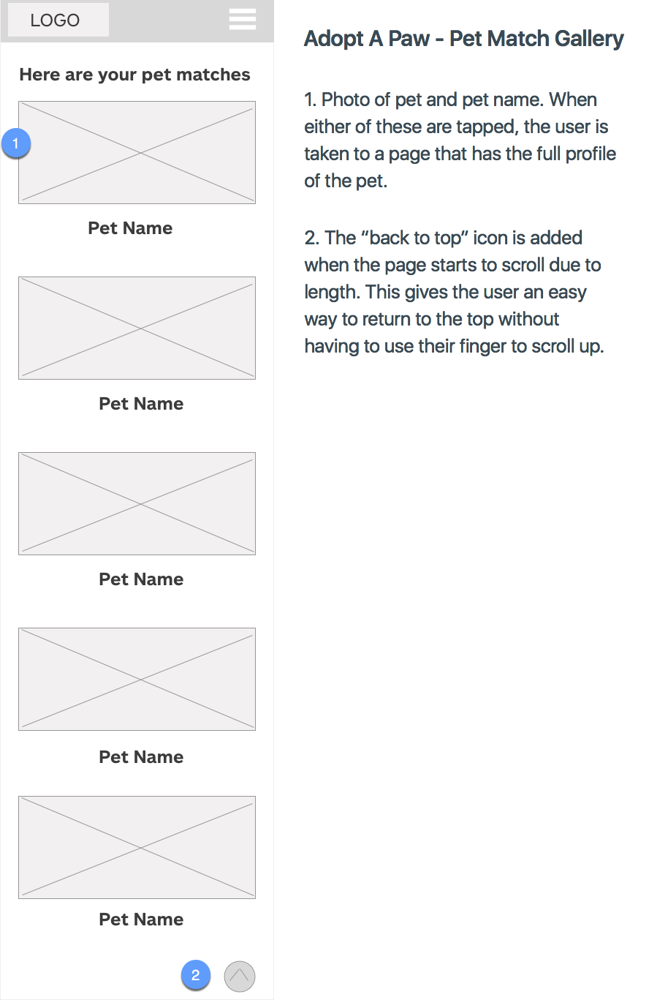 LOGO
Here are your pet matches
1
Pet Name
Pet Name
Pet Name
Pet Name
Pet Name
2
Adopt A Paw - Pet Match Gallery
1. Photo of pet and pet name. When
either of these are tapped, the user is
taken to a page that has the full profile
of the pet.
2. The “back to top” icon is added
when the page starts to scroll due to
length. This gives the user an easy
way to return to the top without
having to use their finger to scroll up.